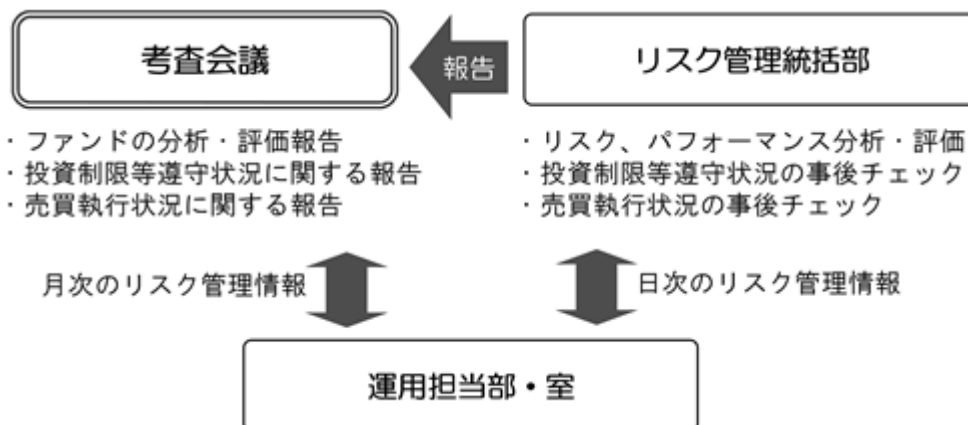 考査会議
報告
リスク管理統括部
・ファンドの分析・評価報告
・投資制限等遵守状況に関する報告
・売買執行状況に関する報告
・リスク、パフォーマンス分析・評価
・投資制限等遵守状況の事後チェック
・売買執行状況の事後チェック
月次のリスク管理情報
日次のリスク管理情報
運用担当部・室